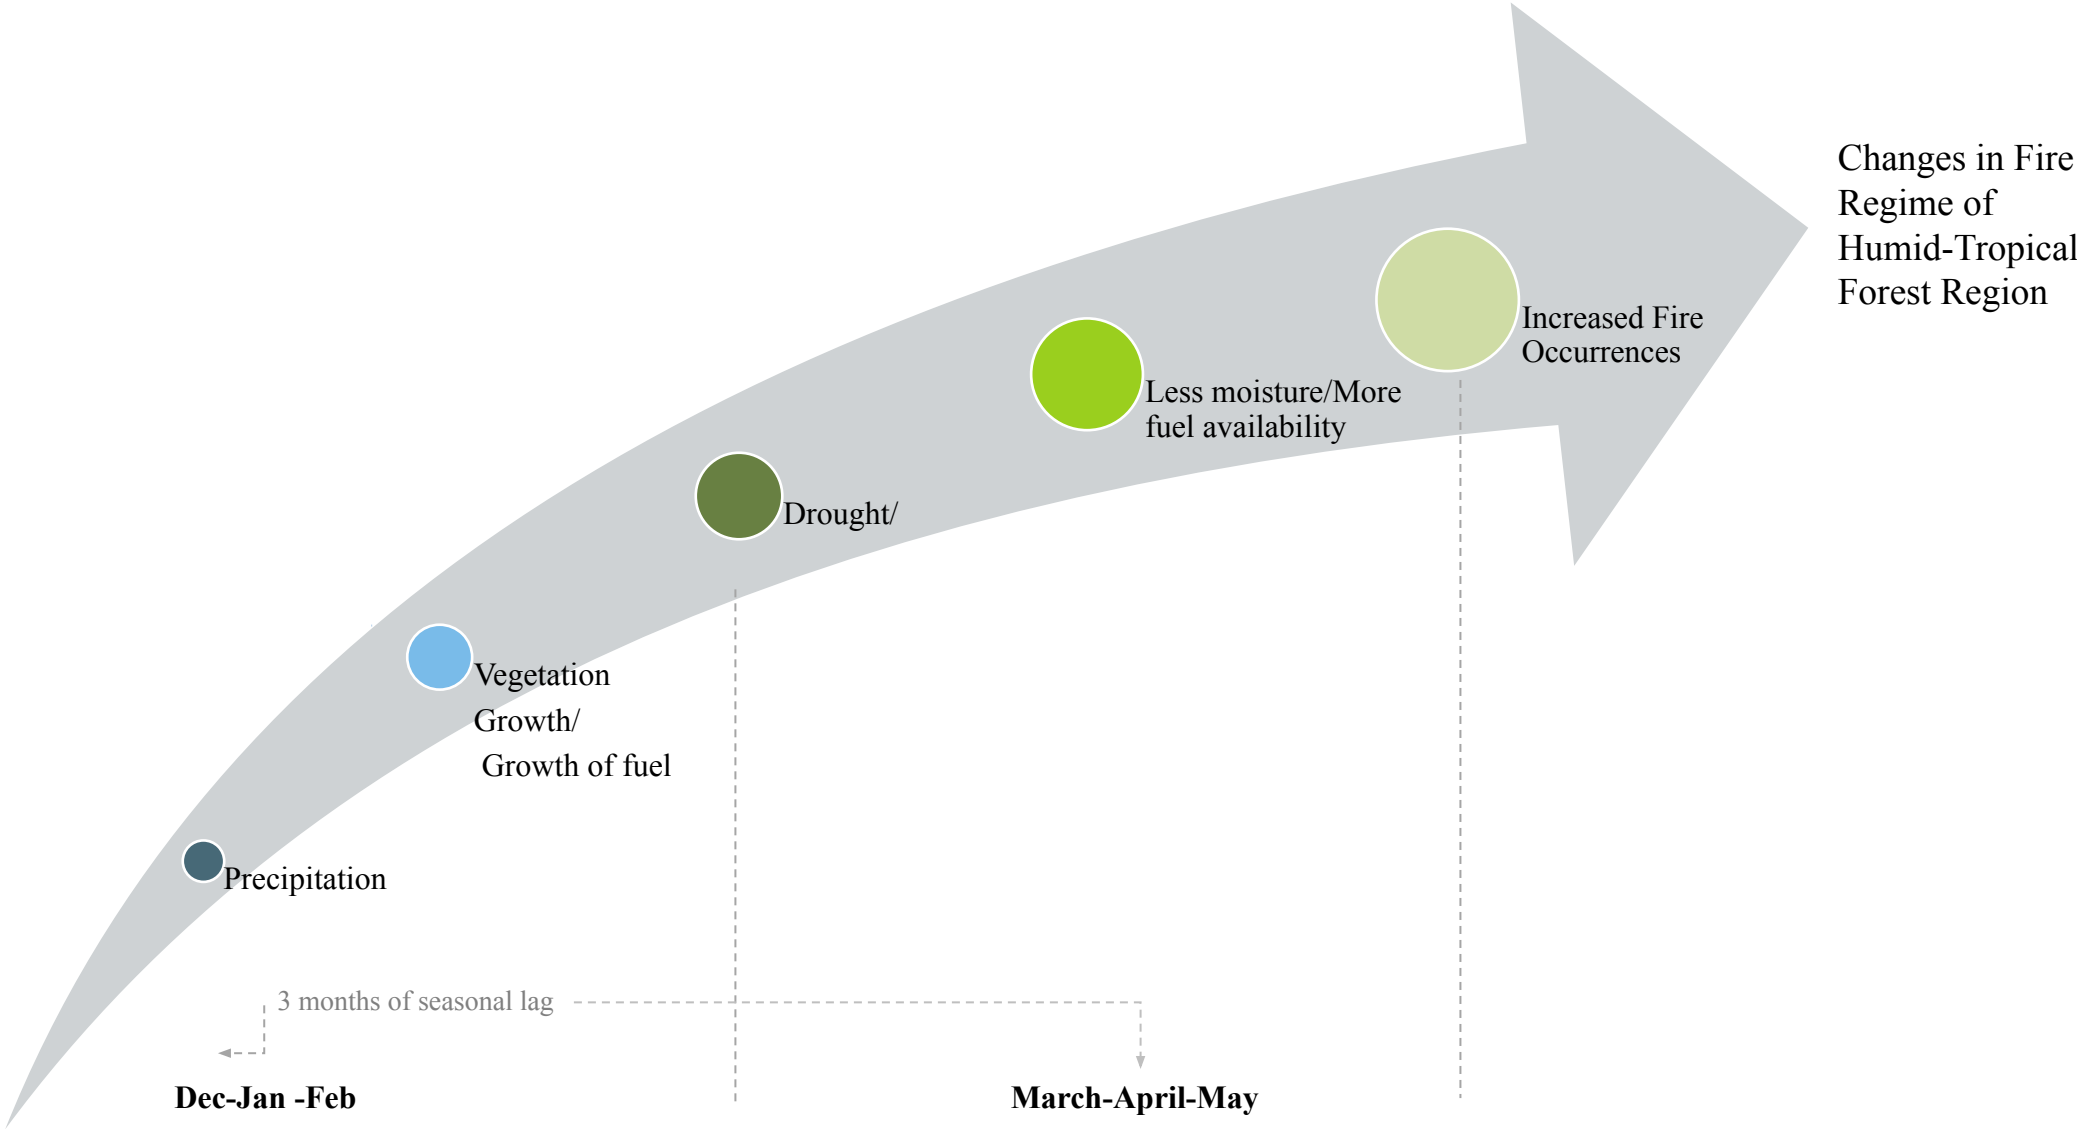 Changes in Fire
Regime of
Humid-Tropical
Forest Region
Increased Fire
Occurrences
Less moisture/More
fuel availability
Drought/
Vegetation
Growth/
Growth of fuel
Precipitation
3 months of seasonal lag
Dec-Jan -Feb
March-April-May